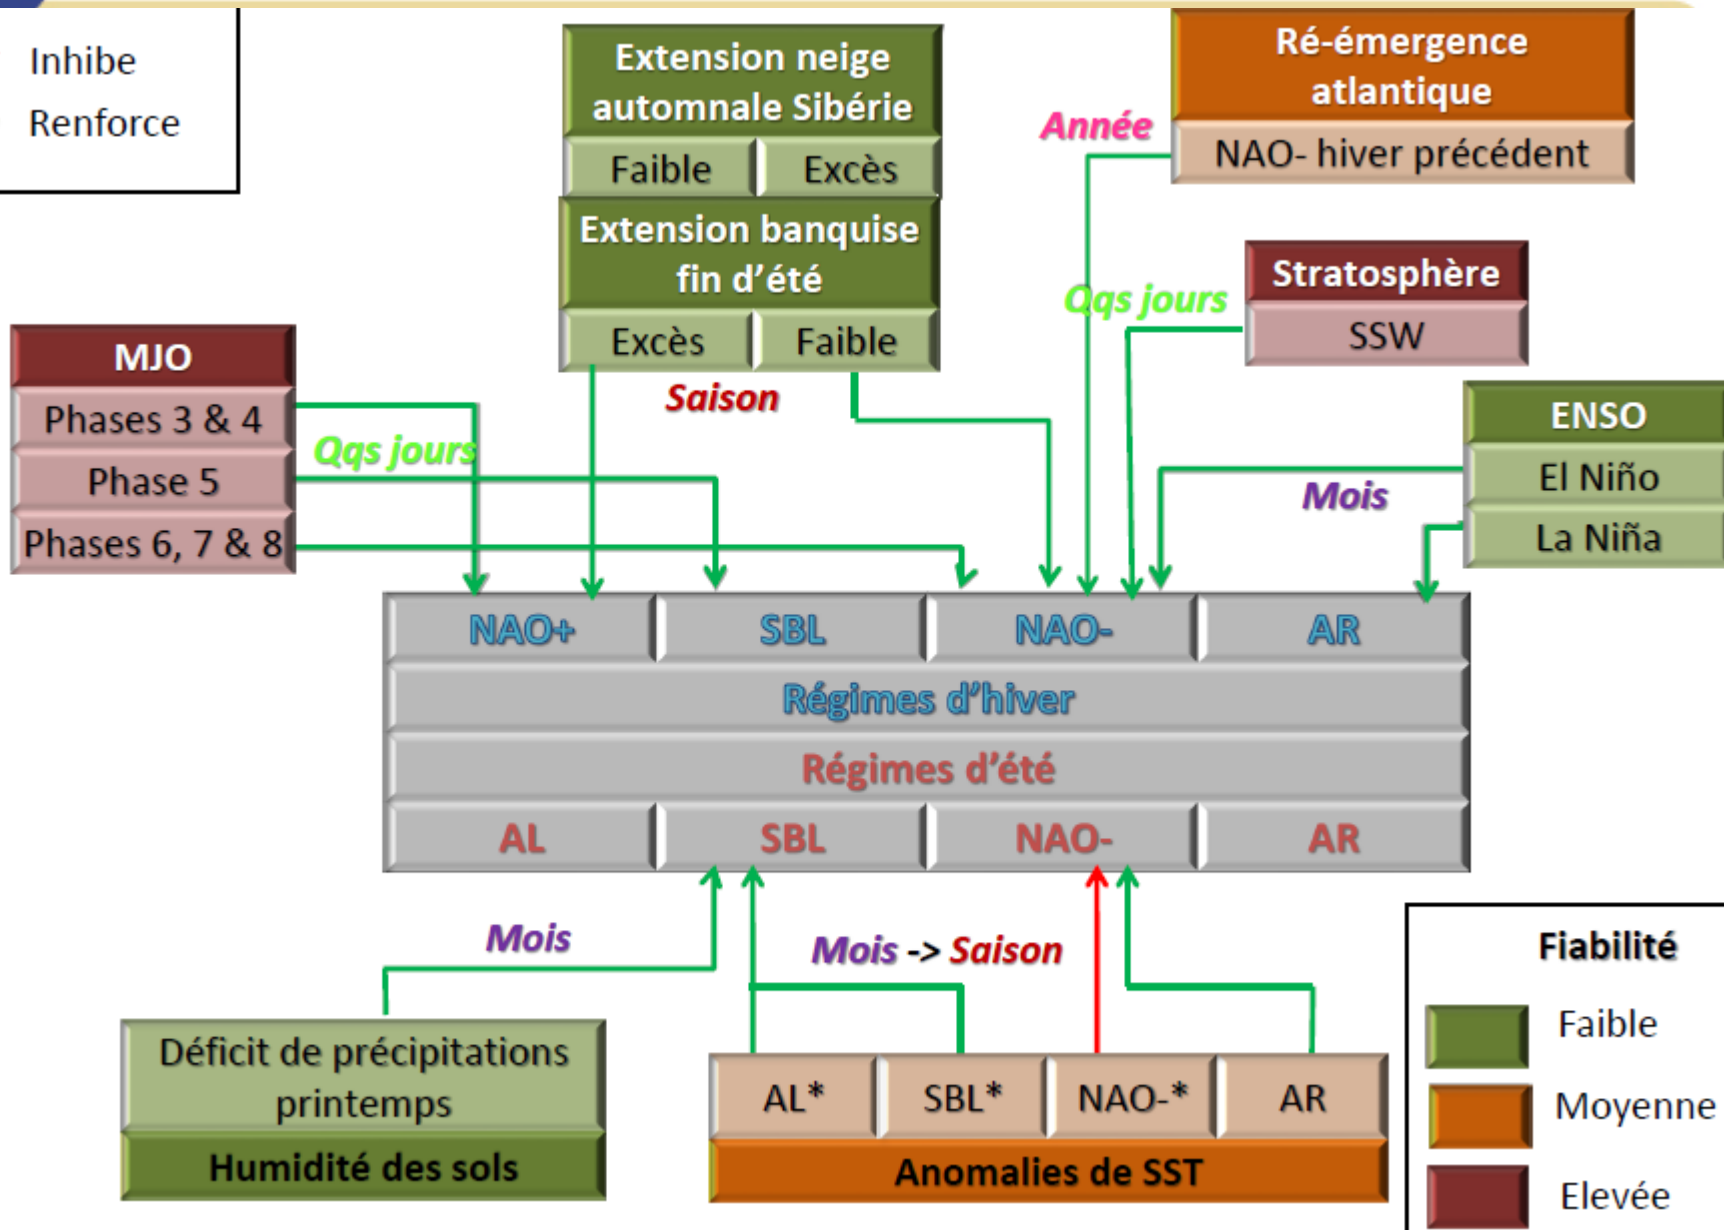 Inhibe
Renforce
Extension neige
automnale Sibérie
Faible
Excès
Extension banquise
fin d'été
Excès
Faible
Ré-émergence
atlantique
NAO- hiver précédent
Année
Stratosphère
SSW
Qqs jours
MJO
Phases 3 & 4
Phase 5
Phases 6, 7 & 8
Qqs jours
Saison
ENSO
El Niño
La Niña
Mois
NAO+
SBL
NAO-
AR
Régimes d'hiver
Régimes d'été
AL
SBL
NAO-
AR
Mois
Mois -> Saison
Déficit de précipitations
printemps
Humidité des sols
AL*
SBL*
NAO-*
AR
Anomalies de SST
Fiabilité
Faible
Moyenne
Elevée